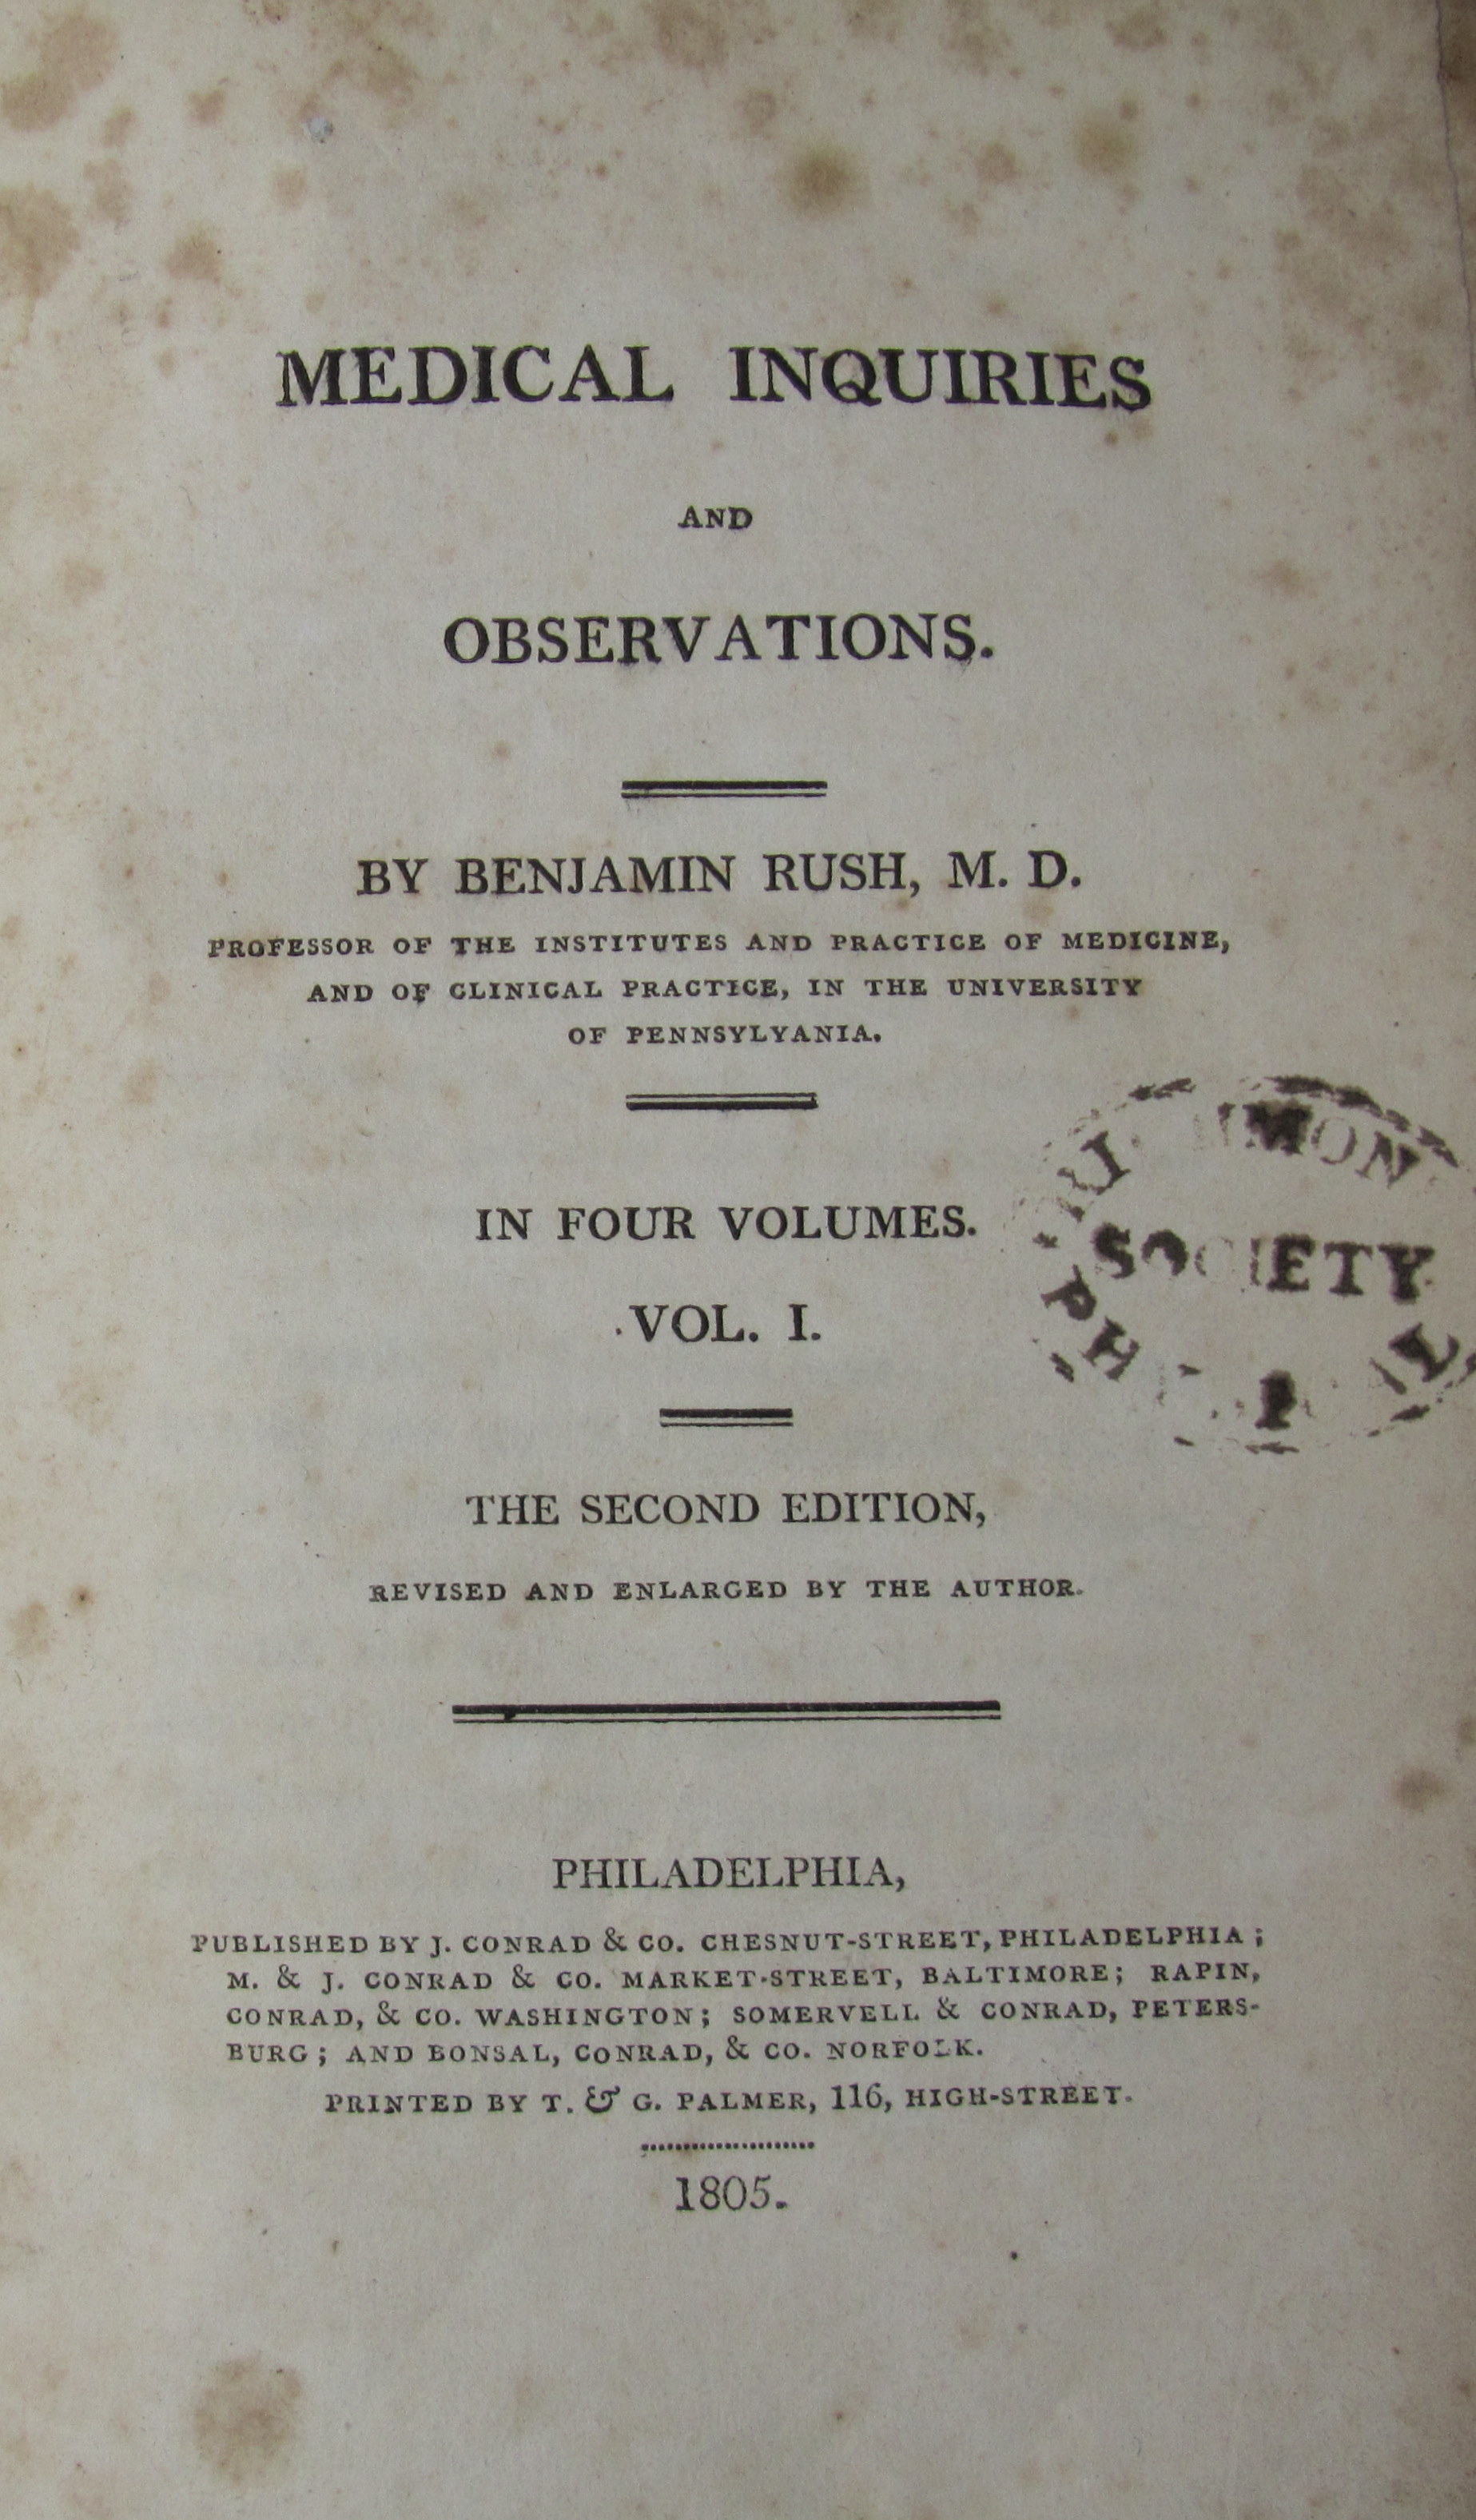 MEDICAL INQUIRIES
AND
OBSERVATIONS.
BY BENJAMIN RUSH, M. D.
PROFESSOR OF THE INSTITUTES AND PRACTICE OF MEDICINE,
AND OF CLINICAL PRACTICE, IN THE UNIVERSITY
OF PENNSYLYANIA.
IN FOUR VOLUMES.
VOL. I.
SOCIETY
THE SECOND EDITION,
REVISED AND ENLARGED BY THE AUTHOR.
PHILADELPHIA,
PUBLISHED BY J. CONRAD & CO. CHESNUT-STREET, PHILADELPHIA;
M. & J. CONRAD & CO. MARKET-STREET, BALTIMORE; RAPIN,
CONRAD, & CO. WASHINGTON; SOMERVELL & CONRAD, PETERS-
BURG; AND BONSAL, CONRAD, & CO. NORFOLK.
PRINTED BY T. & G. PALMER, 116, HIGH-STREET.
1805.